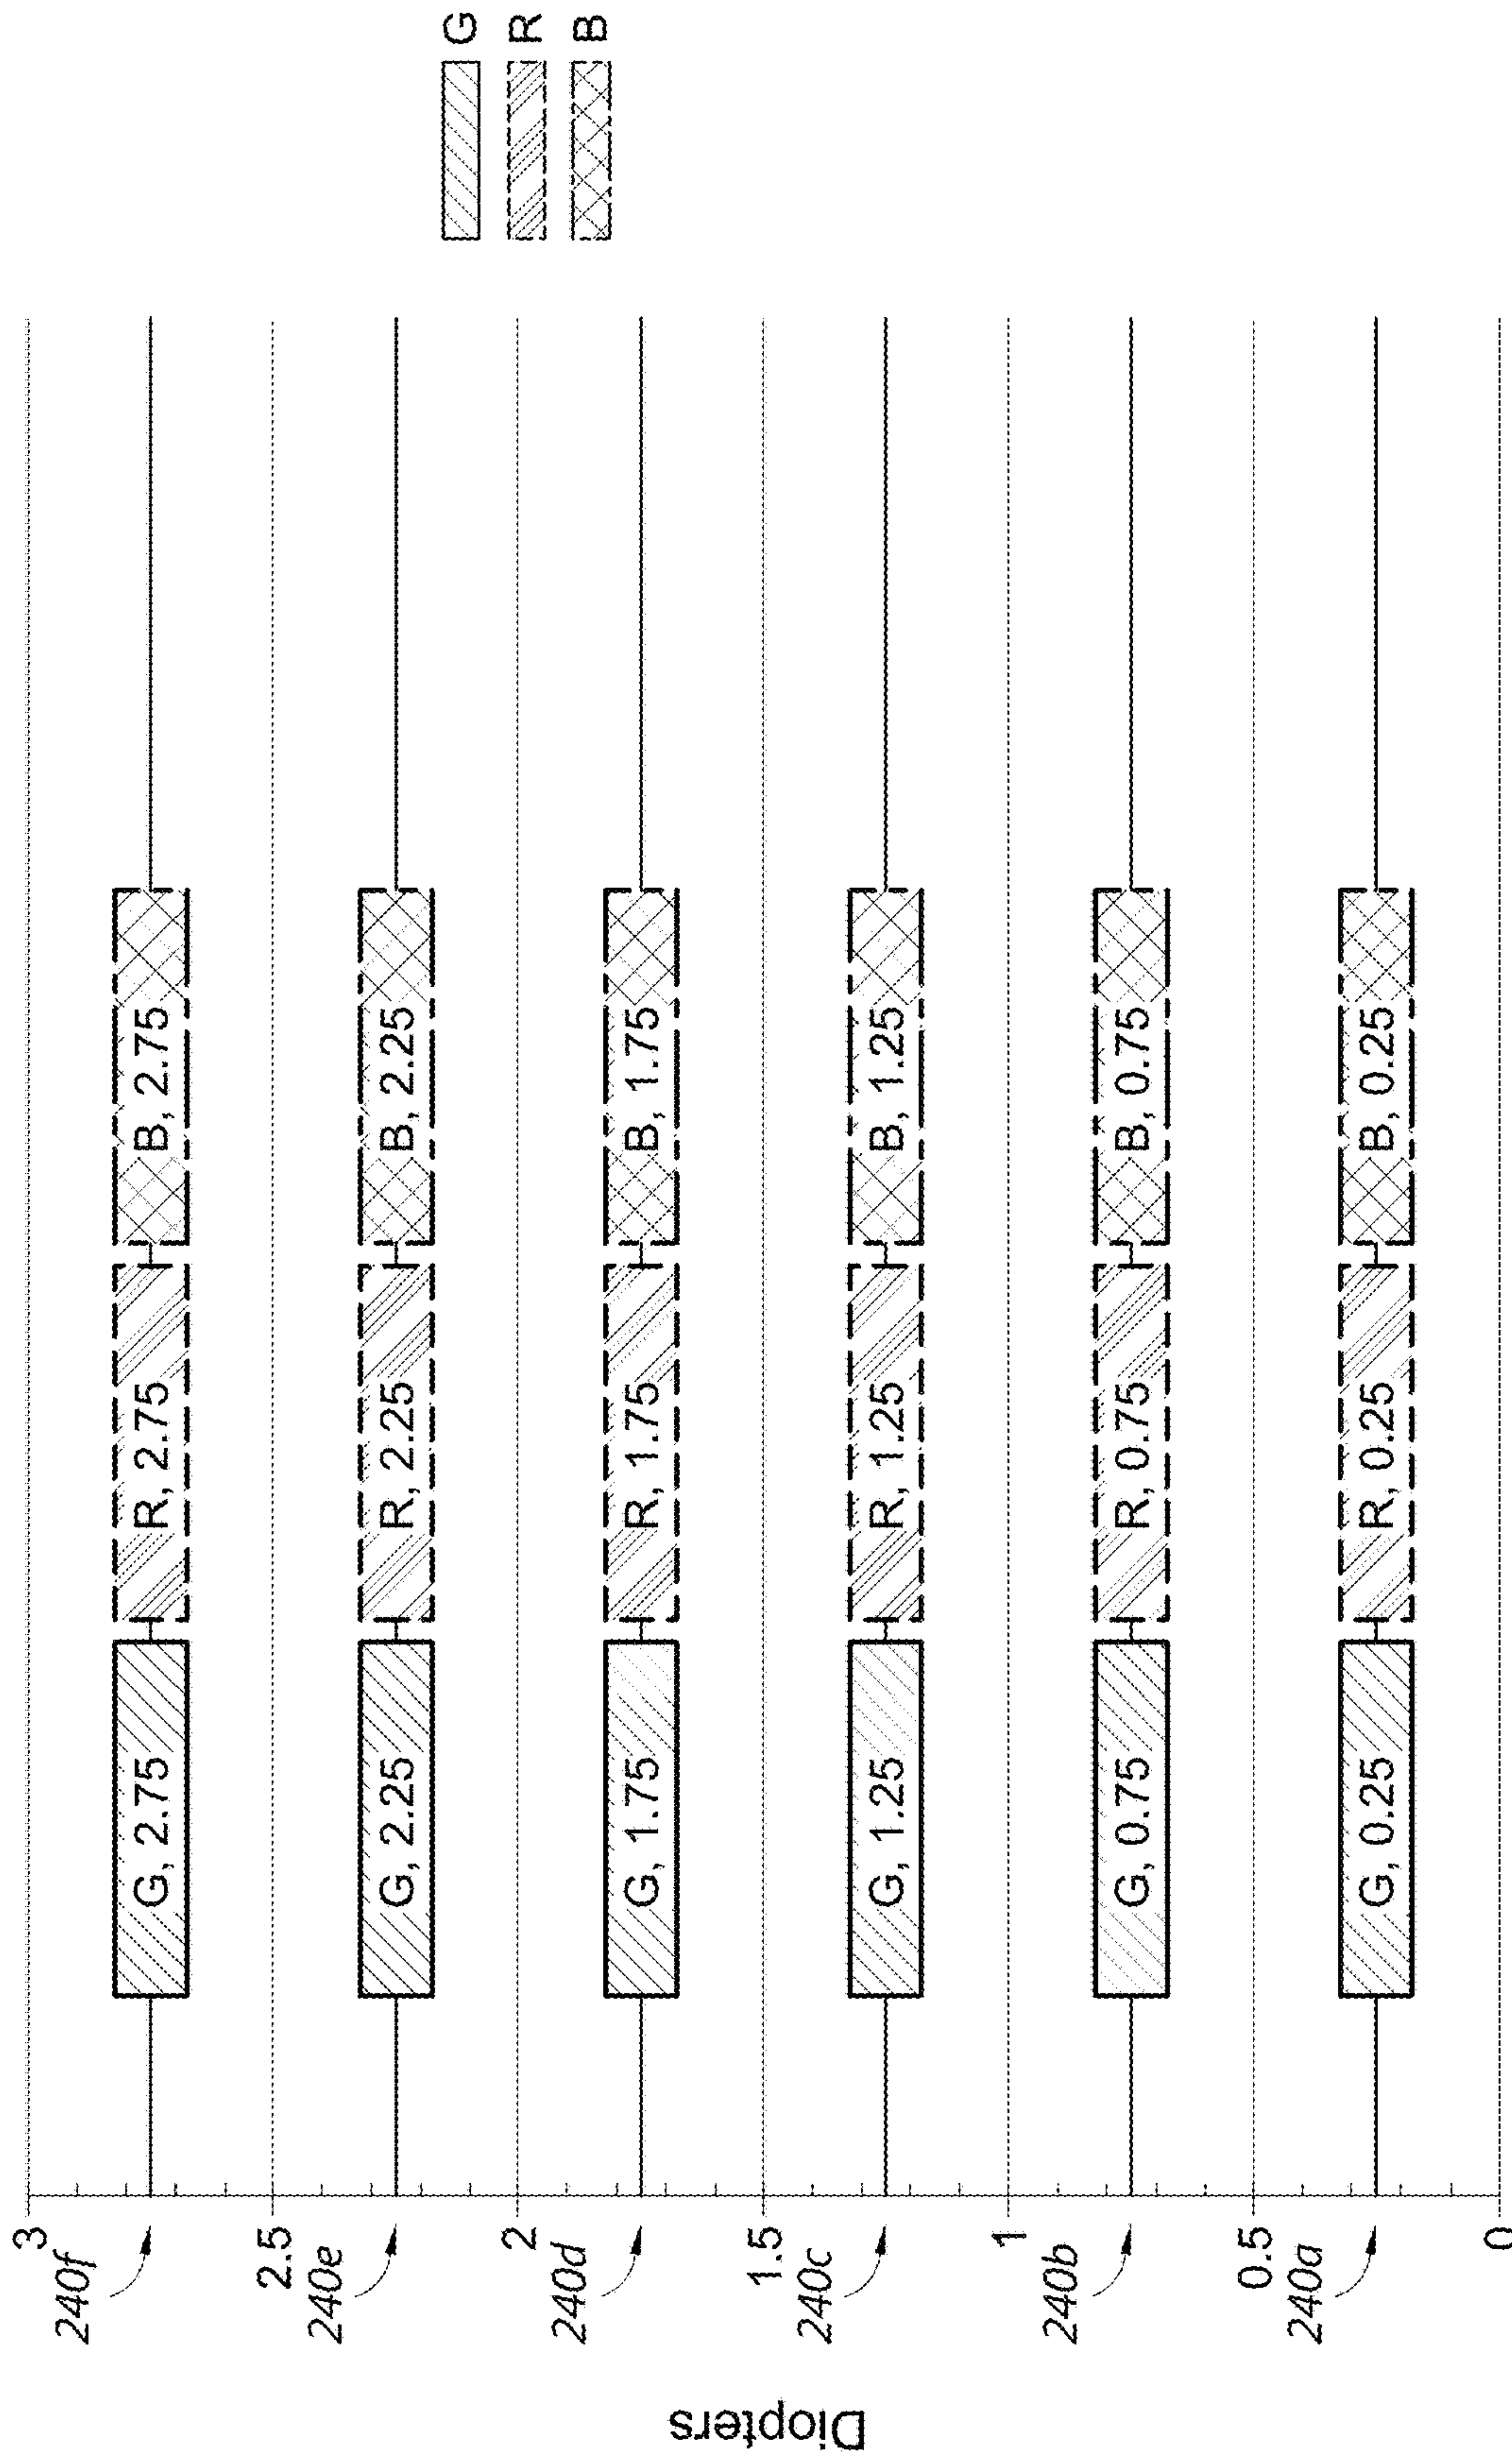 3
240f
G, 2.75 R, 2.75 B, 2.75
2.5
240e
G, 2.25 R, 2.25 B, 2.25
2
240d
G, 1.75 R, 1.75 B, 1.75
1.5
240c
G, 1.25 R, 1.25 B, 1.25
1
240b
G, 0.75 R, 0.75 B, 0.75
0.5
240a
G, 0.25 R, 0.25 B, 0.25
0
Diopters
G
R
B